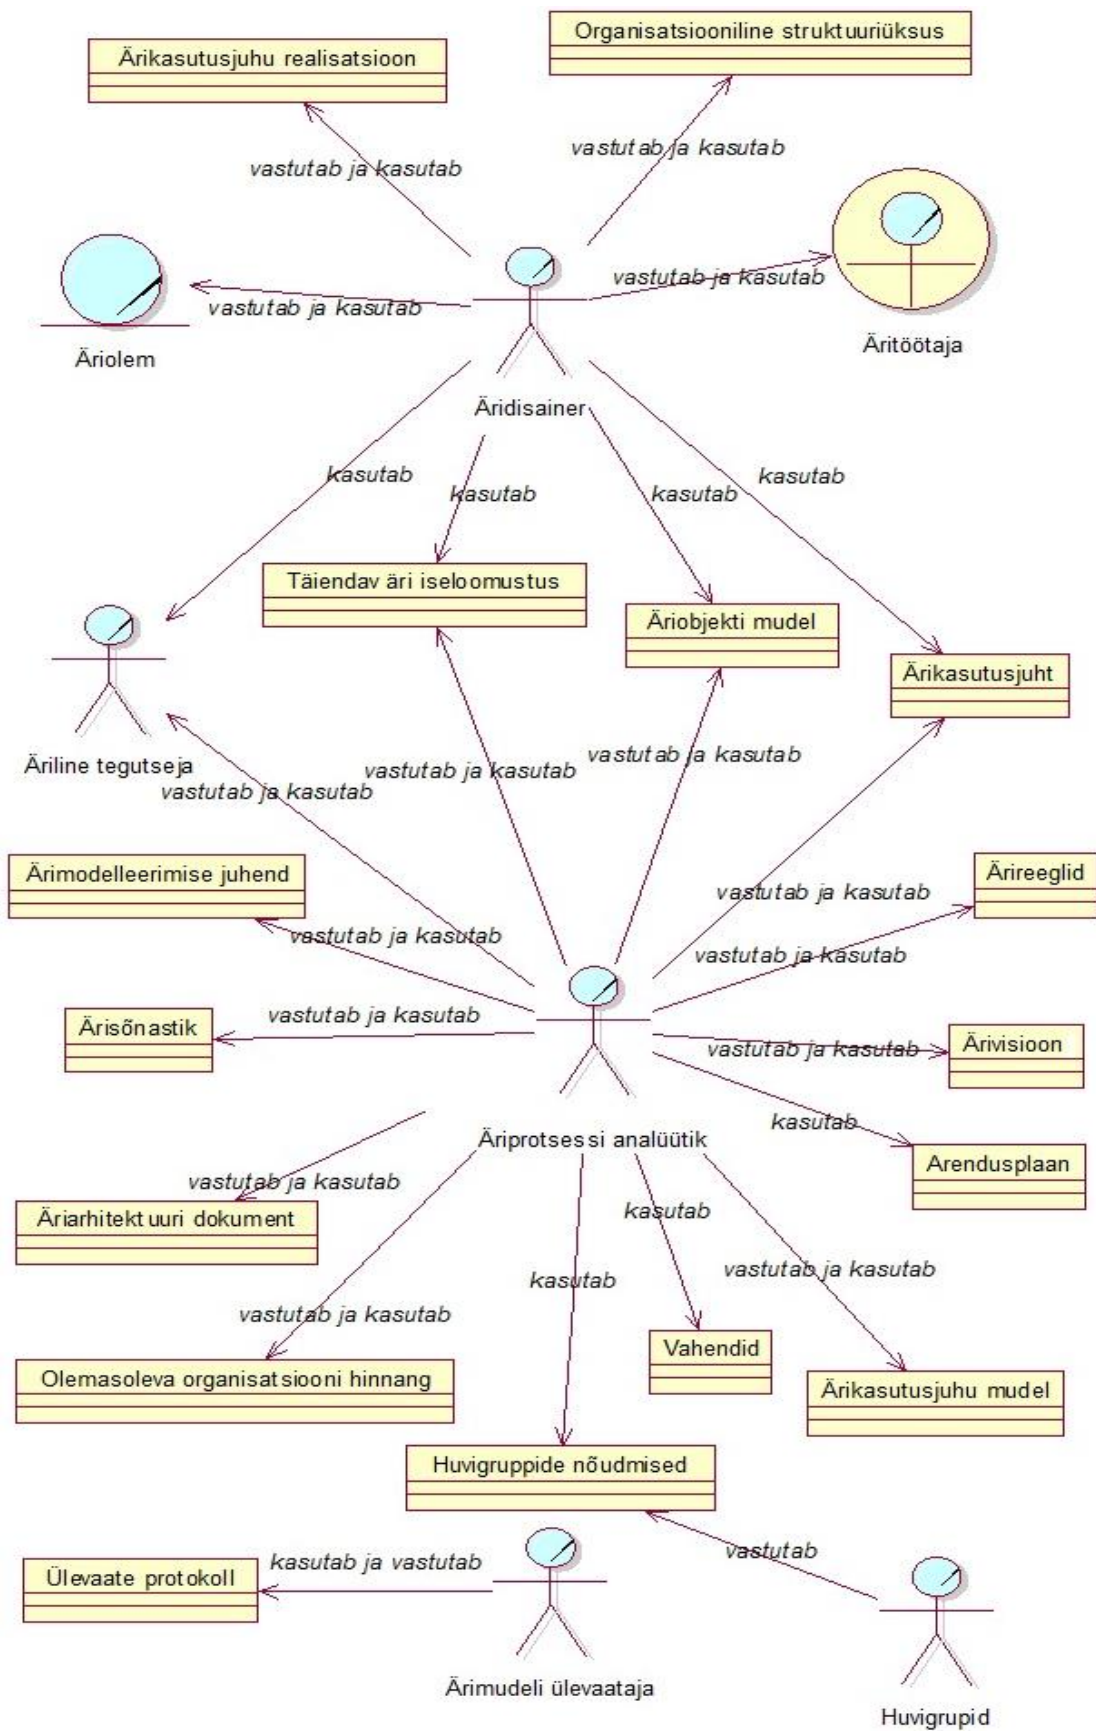 Organisatsiooniline struktuuriüksus
Ärikasutusjuhu realisatsioon
vastutab ja kasutab
vastutab ja kasutab
vastutab ja kasutab
vastutab ja kasutab
Äriolem
Äritöötaja
Äridisainer
kasutab
kasutab
kasutab
kasutab
Täiendav äri iseloomustus
Äriobjekti mudel
Ärikasutusjuht
Äriline tegutseja
vastutab ja kasutab
vastutab ja kasutab
vastutab ja kasutab
Ärimodelleerimise juhend
Ärireeglid
vastutab ja kasutab
vastutab ja kasutab
vastutab ja kasutab
vastutab ja kasutab
Ärisõnastik
Ärivisioon
vastutab ja kasutab
kasutab
Äriprotsessi analüütik
Arendusplaan
vastutab ja kasutab
Äriarhitektuuri dokument
kasutab
kasutab
vastutab ja kasutab
vastutab ja kasutab
Vahendid
Olemasoleva organisatsiooni hinnang
Ärikasutusjuhu mudel
Huvigruppide nõudmised
vastutab
kasutab ja vastutab
Ülevaate protokoll
Ärimudeli ülevaataja
Huvigrupid